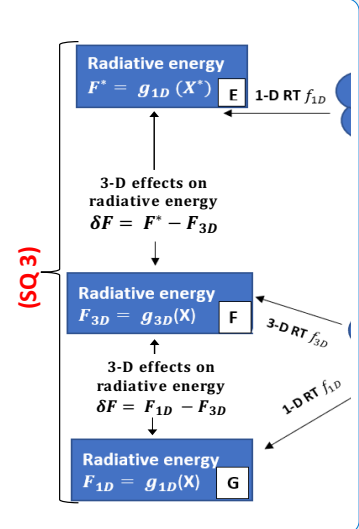 Radiative energy
F* = g1D (X*)
E
1-D RT f1D
3-D effects on
radiative energy
δF = F* − F3D
(SQ 3)
Radiative energy
F3D = g3D(X)
F
3-D RT f3D
3-D effects on
radiative energy
δF = F1D − F3D
1-D RT f1D
Radiative energy
F1D = g1D(X)
G